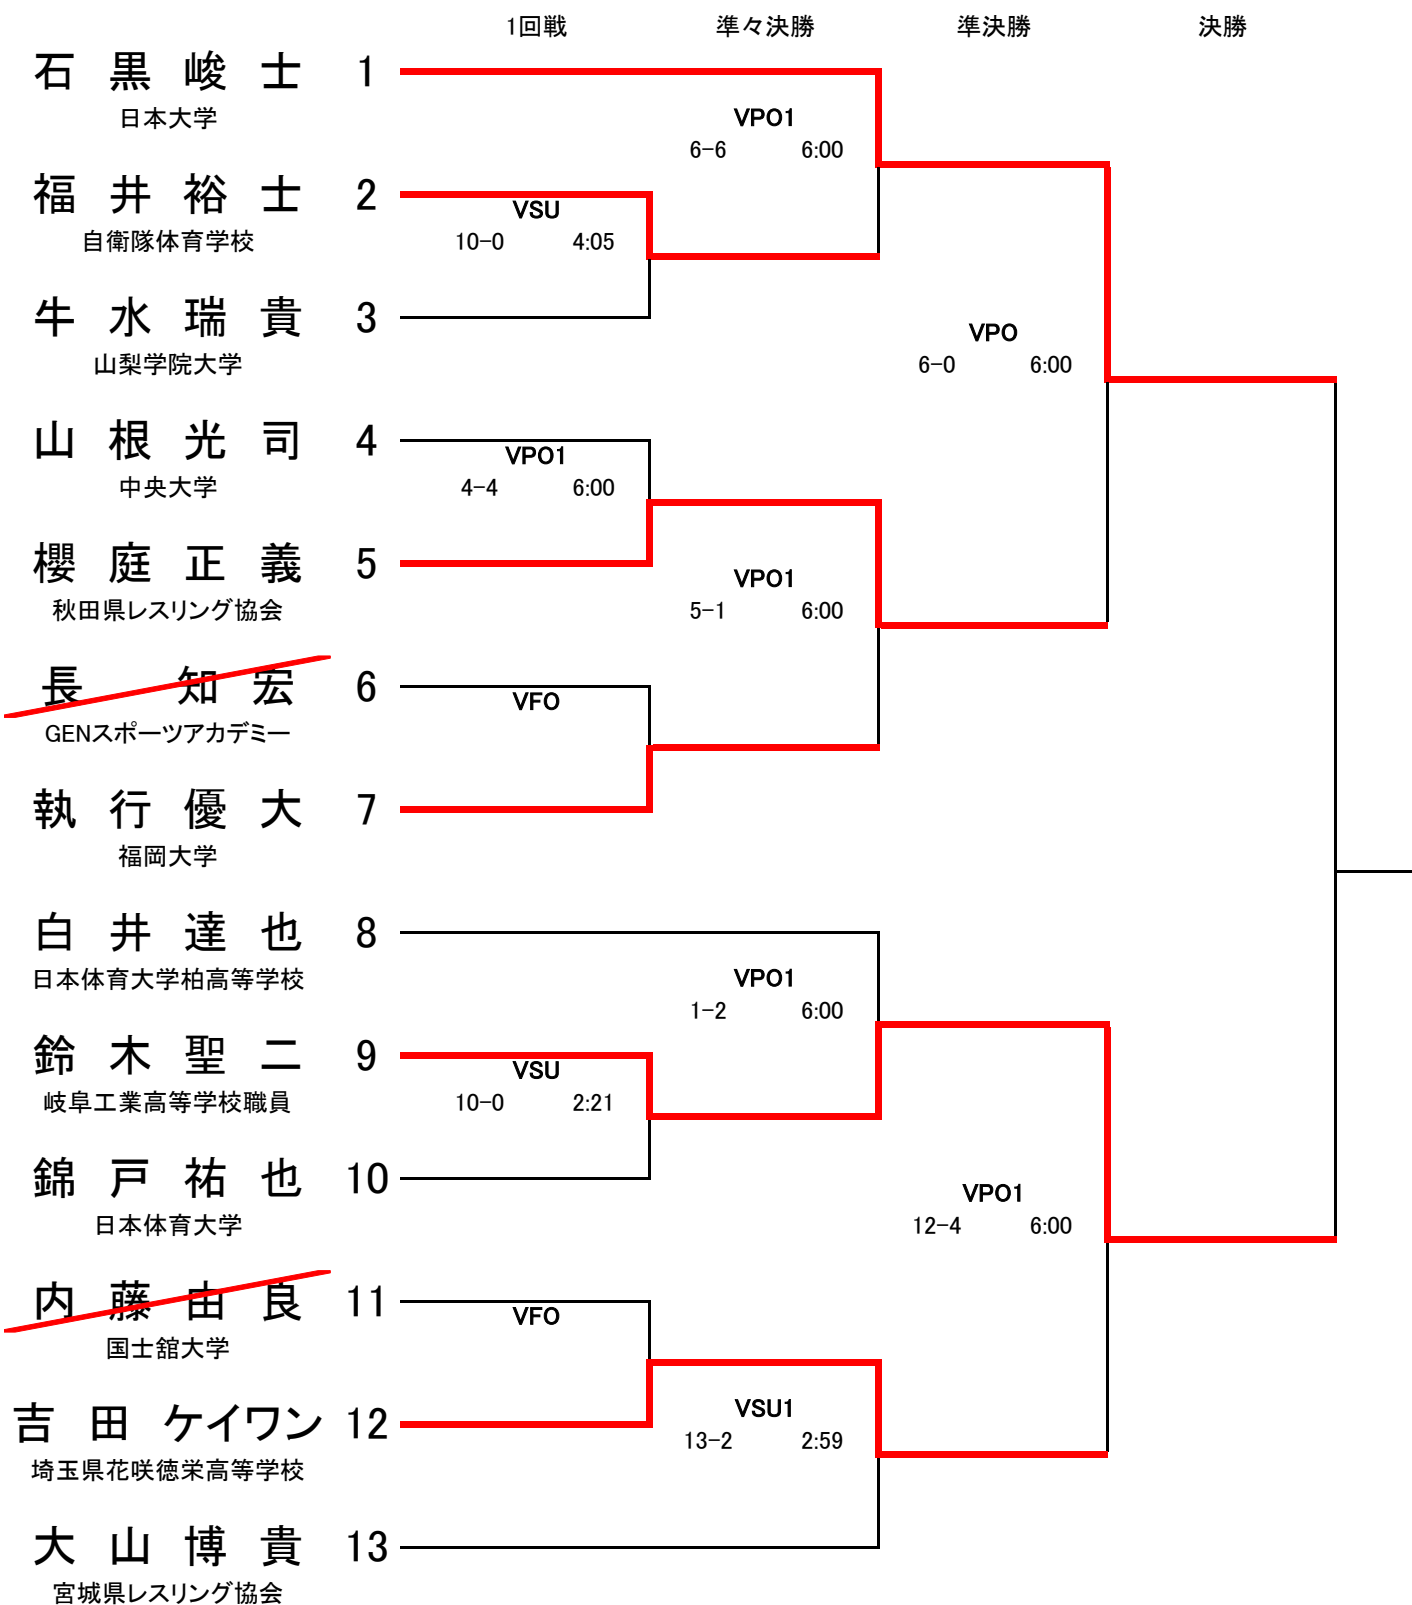 1回戦 準々決勝 準決勝 決勝
石黒峻士 1
日本大学
VPO1
6-6 6:00
福井裕士 2
自衛隊体育学校
VSU
10-0 4:05
牛水瑞貴 3
山梨学院大学
VPO
6-0 6:00
山根光司 4
中央大学
VPO1
4-4 6:00
櫻庭正義 5
秋田県レスリング協会
VPO1
5-1 6:00
長知宏 6
GENスポーツアカデミー
VFO
執行優大 7
福岡大学
白井達也 8
日本体育大学柏高等学校
VPO1
1-2 6:00
鈴木聖二 9
岐阜工業高等学校職員
VSU
10-0 2:21
錦戸祐也 10
日本体育大学
VPO1
12-4 6:00
内藤由良 11
国士舘大学
VFO
吉田ケイワン 12
埼玉県花咲徳栄高等学校
VSU1
13-2 2:59
大山博貴 13
宮城県レスリング協会